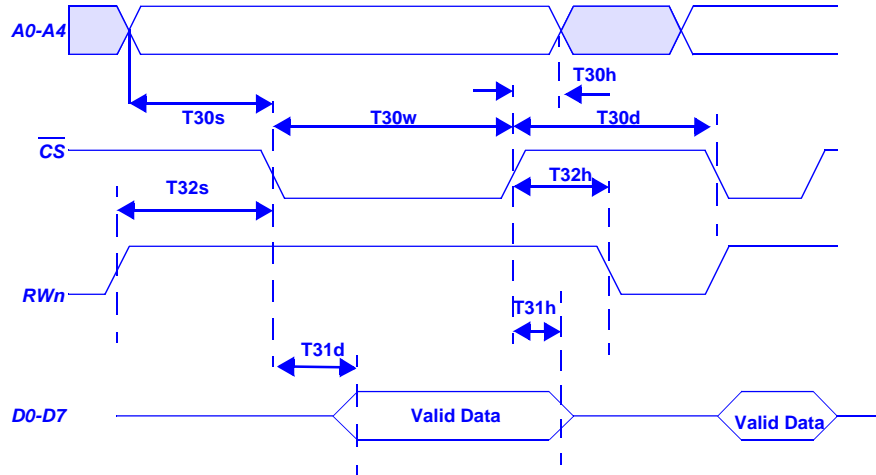 A0-A4
T30h
T30s
T30w
T30d
CS
T32h
T32s
RWn
T31h
T31d
D0-D7
Valid Data
Valid Data